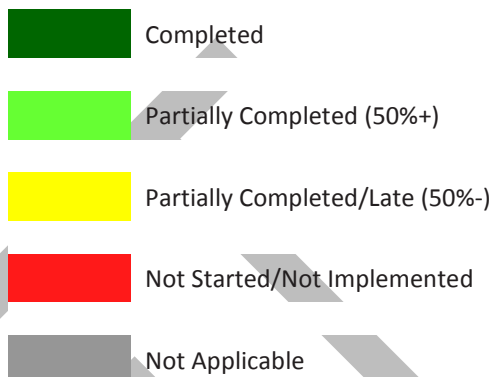 Completed
Partially Completed (50%+)
Partially Completed/Late (50%-)
Not Started/Not Implemented
Not Applicable